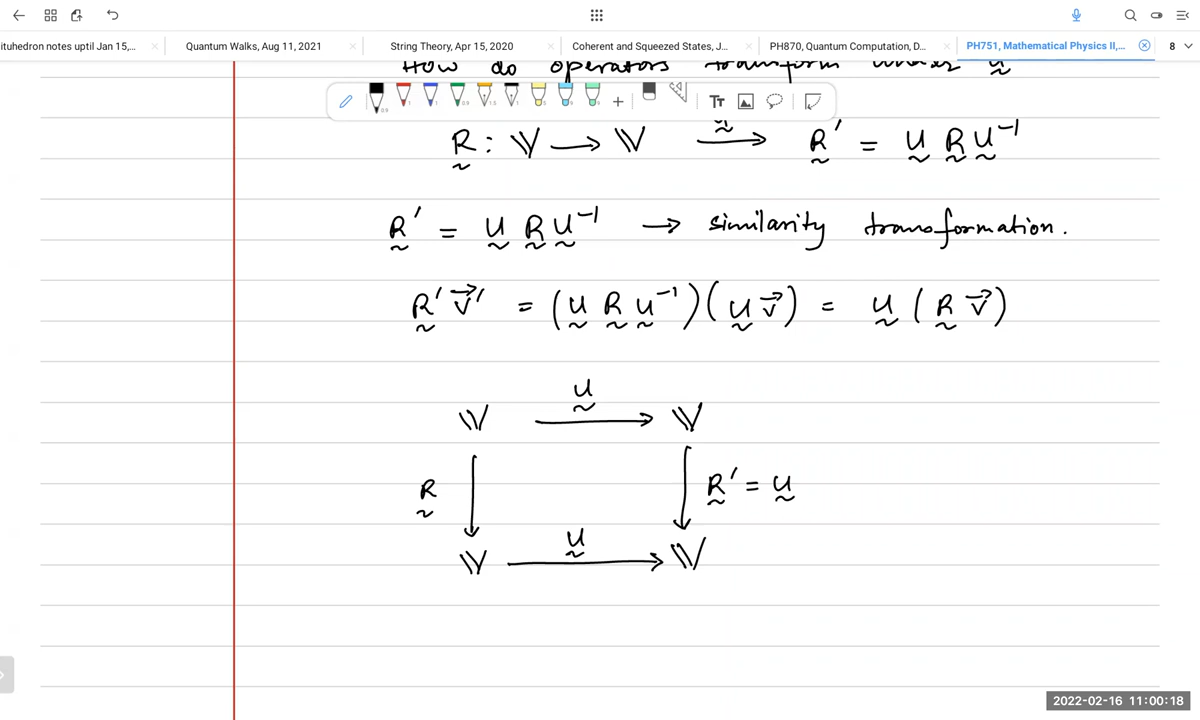 ituhedron notes uptil Jan 15,... Quantum Walks, Aug 11, 2021 String Theory, Apr 15, 2020 Coherent and Squeezed States, J... PH870, Quantum Computation, D... PH751, Mathematical Physics II,... 8
How do operators transform under u
R : V → V u → R' = u R u⁻¹
R' = u R u⁻¹ → similarity transformation.
R' v⃗' = (u R u⁻¹)(u v⃗) = u (R v⃗)
u
V → V
R R' = u
u
V → V
2022-02-16 11:00:18